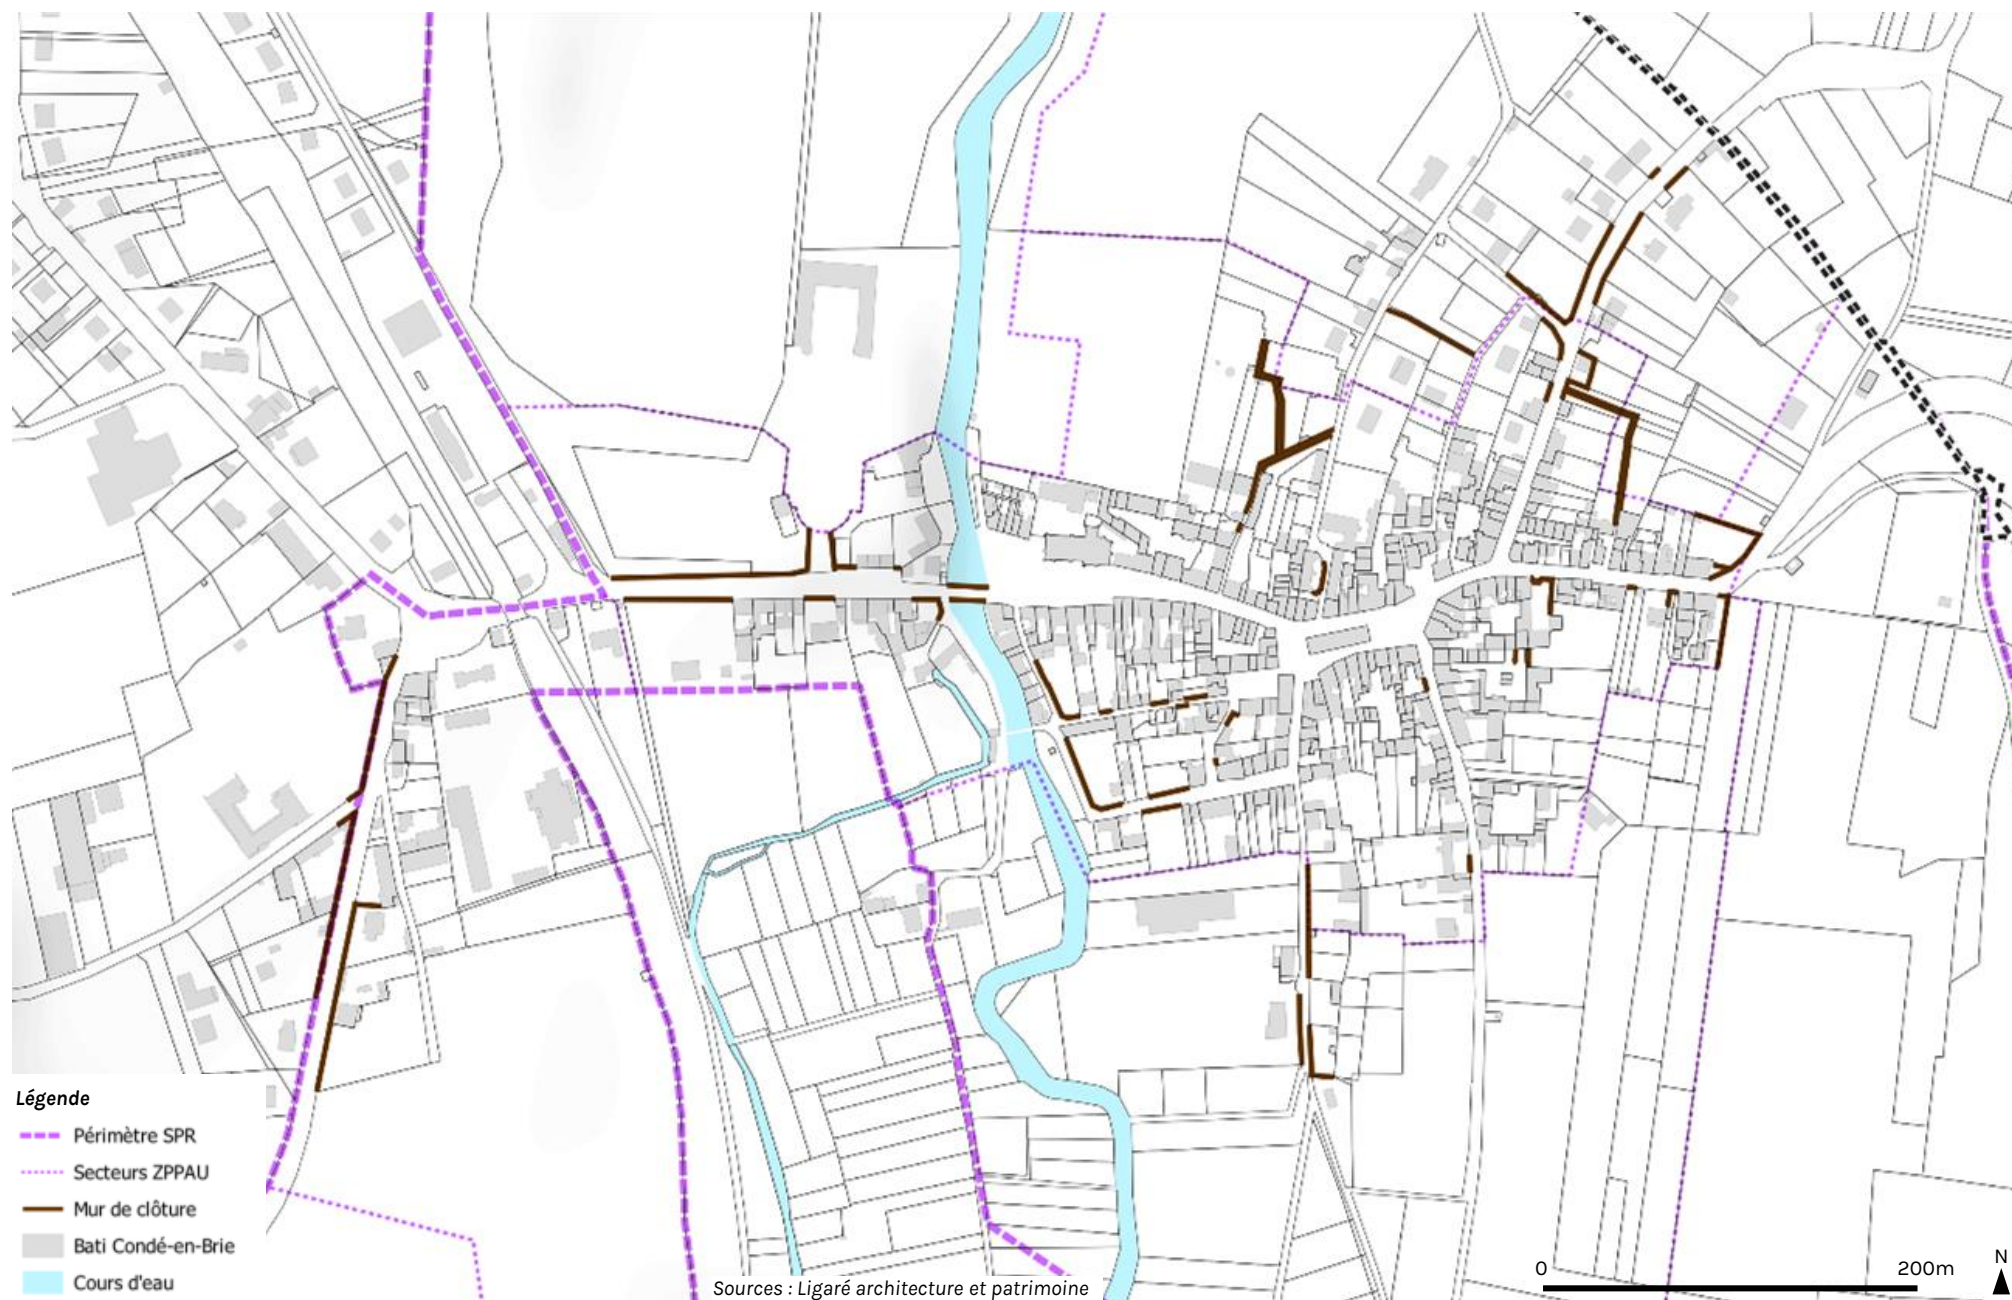 Légende
Périmètre SPR
Secteurs ZPPAU
Mur de clôture
Bati Condé-en-Brie
Cours d'eau
Sources : Ligaré architecture et patrimoine
0 200m
N